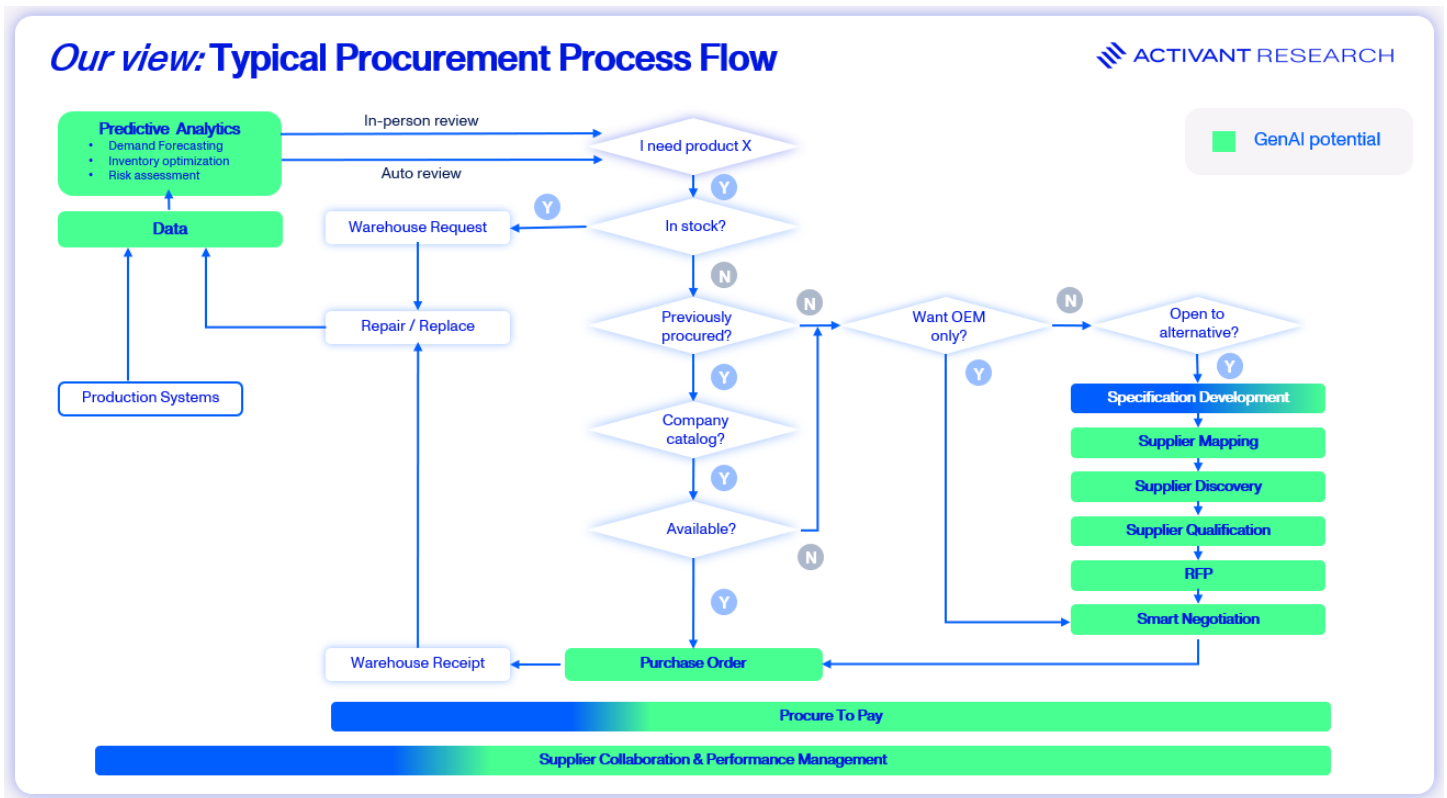 Our view: Typical Procurement Process Flow
ACTIVANT RESEARCH
GenAI potential
Predictive Analytics
• Demand Forecasting
• Inventory optimization
• Risk assessment
In-person review
Auto review
I need product X
Y
Data
Warehouse Request
Y
In stock?
N
Repair / Replace
Previously
procured?
N
Want OEM
only?
N
Open to
alternative?
Y
Y
Y
Production Systems
Specification Development
Company
catalog?
Supplier Mapping
Y
Supplier Discovery
Available?
N
Supplier Qualification
Y
RFP
Smart Negotiation
Warehouse Receipt
Purchase Order
Procure To Pay
Supplier Collaboration & Performance Management